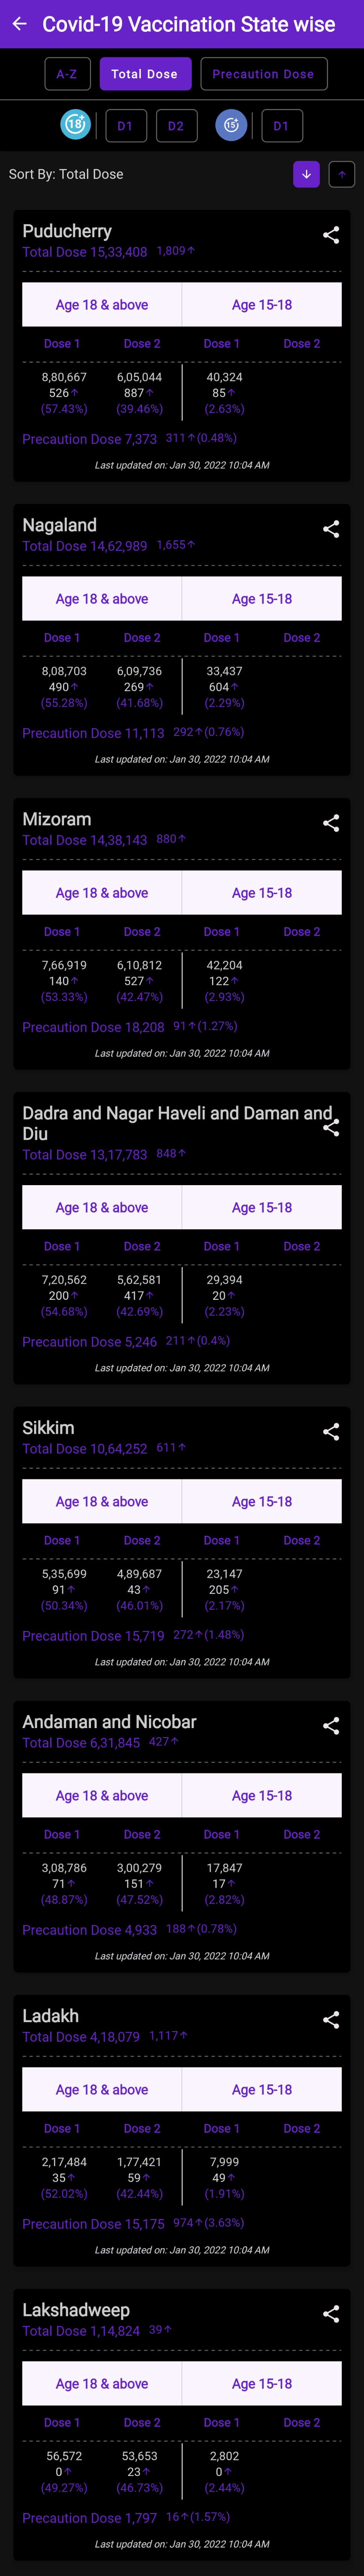 Covid-19 Vaccination State wise
A-Z Total Dose Precaution Dose
18+ D1 D2 15+ D1
Sort By: Total Dose
Puducherry
Total Dose 15,33,408 1,809↑
Age 18 & above Age 15-18
Dose 1 Dose 2 Dose 1 Dose 2
8,80,667 6,05,044 40,324
526↑ 887↑ 85↑
(57.43%) (39.46%) (2.63%)
Precaution Dose 7,373 311↑(0.48%)
Last updated on: Jan 30, 2022 10:04 AM
Nagaland
Total Dose 14,62,989 1,655↑
Age 18 & above Age 15-18
Dose 1 Dose 2 Dose 1 Dose 2
8,08,703 6,09,736 33,437
490↑ 269↑ 604↑
(55.28%) (41.68%) (2.29%)
Precaution Dose 11,113 292↑(0.76%)
Last updated on: Jan 30, 2022 10:04 AM
Mizoram
Total Dose 14,38,143 880↑
Age 18 & above Age 15-18
Dose 1 Dose 2 Dose 1 Dose 2
7,66,919 6,10,812 42,204
140↑ 527↑ 122↑
(53.33%) (42.47%) (2.93%)
Precaution Dose 18,208 91↑(1.27%)
Last updated on: Jan 30, 2022 10:04 AM
Dadra and Nagar Haveli and Daman and
Diu
Total Dose 13,17,783 848↑
Age 18 & above Age 15-18
Dose 1 Dose 2 Dose 1 Dose 2
7,20,562 5,62,581 29,394
200↑ 417↑ 20↑
(54.68%) (42.69%) (2.23%)
Precaution Dose 5,246 211↑(0.4%)
Last updated on: Jan 30, 2022 10:04 AM
Sikkim
Total Dose 10,64,252 611↑
Age 18 & above Age 15-18
Dose 1 Dose 2 Dose 1 Dose 2
5,35,699 4,89,687 23,147
91↑ 43↑ 205↑
(50.34%) (46.01%) (2.17%)
Precaution Dose 15,719 272↑(1.48%)
Last updated on: Jan 30, 2022 10:04 AM
Andaman and Nicobar
Total Dose 6,31,845 427↑
Age 18 & above Age 15-18
Dose 1 Dose 2 Dose 1 Dose 2
3,08,786 3,00,279 17,847
71↑ 151↑ 17↑
(48.87%) (47.52%) (2.82%)
Precaution Dose 4,933 188↑(0.78%)
Last updated on: Jan 30, 2022 10:04 AM
Ladakh
Total Dose 4,18,079 1,117↑
Age 18 & above Age 15-18
Dose 1 Dose 2 Dose 1 Dose 2
2,17,484 1,77,421 7,999
35↑ 59↑ 49↑
(52.02%) (42.44%) (1.91%)
Precaution Dose 15,175 974↑(3.63%)
Last updated on: Jan 30, 2022 10:04 AM
Lakshadweep
Total Dose 1,14,824 39↑
Age 18 & above Age 15-18
Dose 1 Dose 2 Dose 1 Dose 2
56,572 53,653 2,802
0↑ 23↑ 0↑
(49.27%) (46.73%) (2.44%)
Precaution Dose 1,797 16↑(1.57%)
Last updated on: Jan 30, 2022 10:04 AM